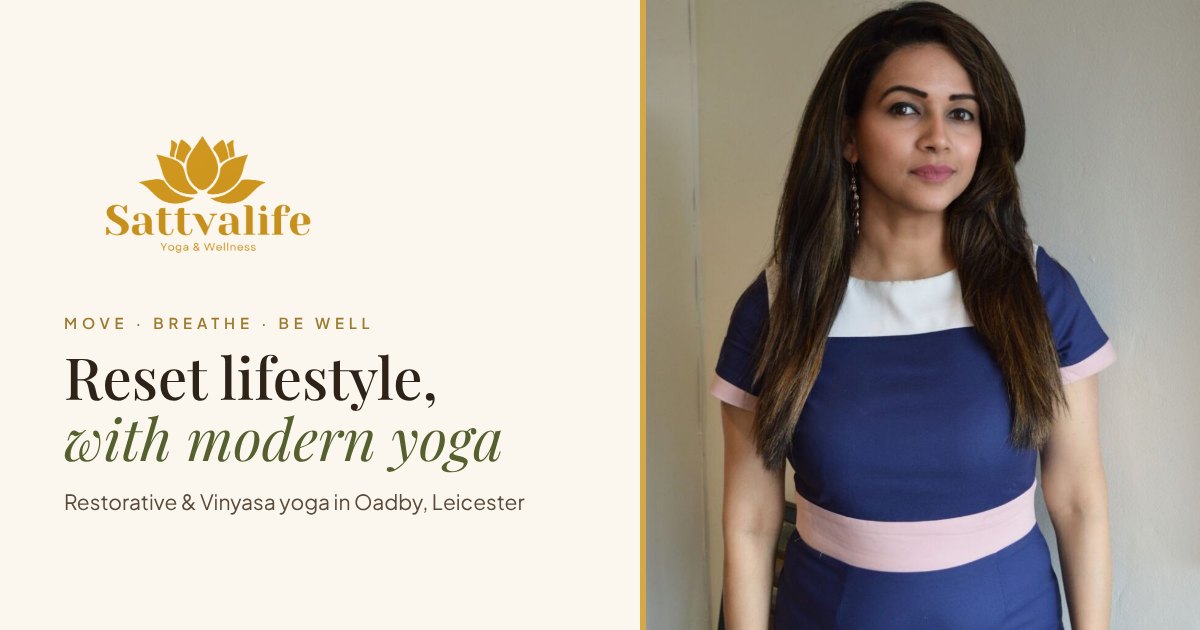 Sattvalife
Yoga & Wellness
MOVE · BREATHE · BE WELL
Reset lifestyle,
with modern yoga
Restorative & Vinyasa yoga in Oadby, Leicester